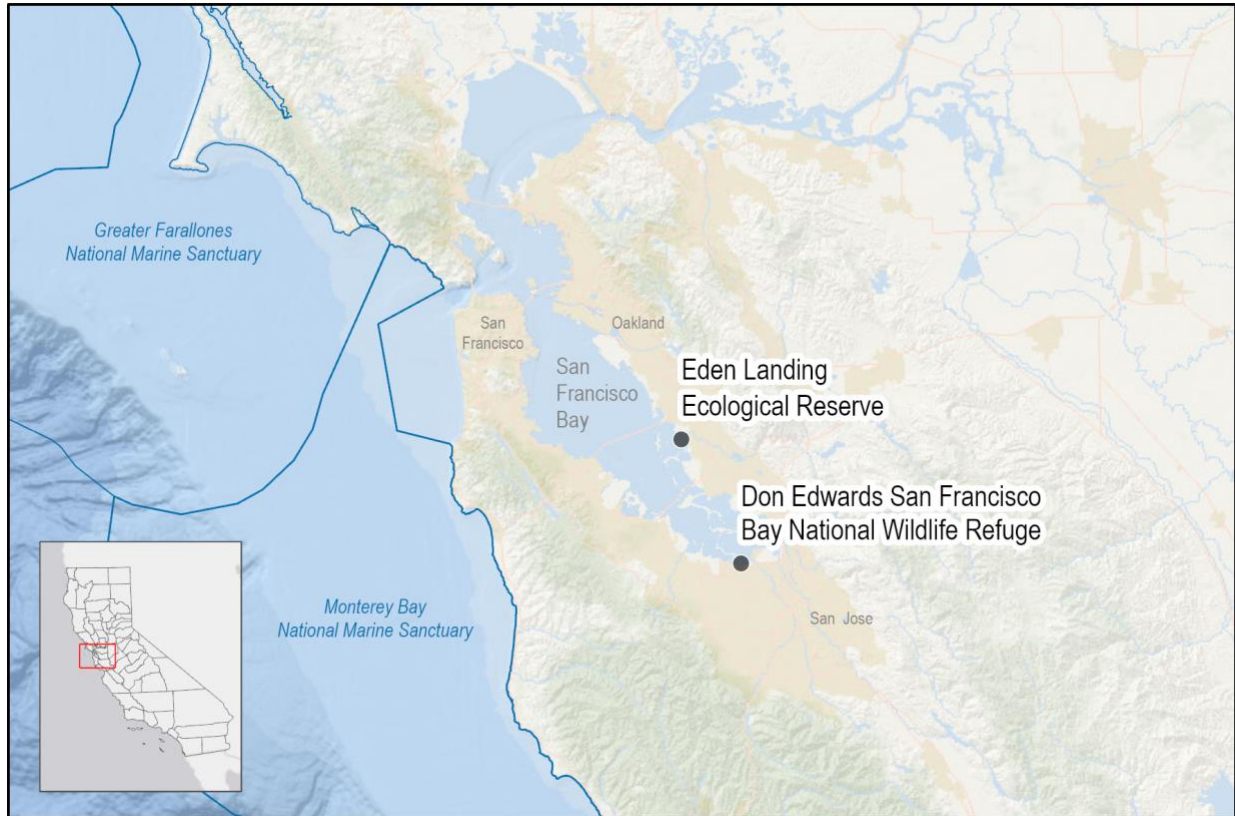 Greater Farallones
National Marine Sanctuary
San
Francisco
Oakland
San
Francisco
Bay
Eden Landing
Ecological Reserve
Don Edwards San Francisco
Bay National Wildlife Refuge
Monterey Bay
National Marine Sanctuary
San Jose